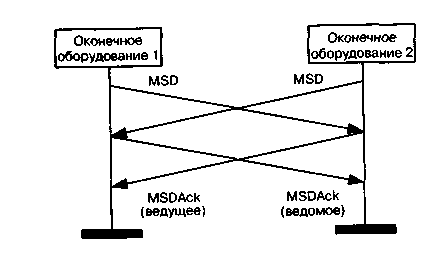 Оконечное
оборудование 1
Оконечное
оборудование 2
MSD
MSD
MSDAck
(ведущее)
MSDAck
(ведомое)